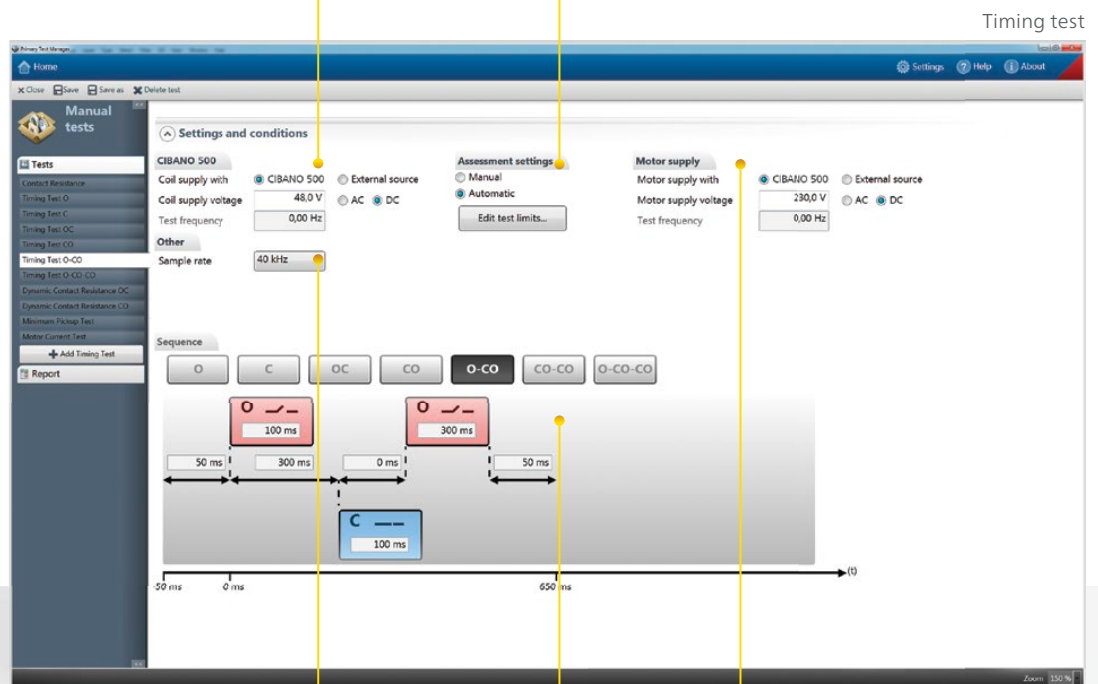 Timing test
Primary Test Manager
Home
Settings Help About
Close Save Save as Delete test
Manual tests
Tests
Contact Resistance
Timing Test O
Timing Test C
Timing Test OC
Timing Test CO
Timing Test O-CO
Timing Test O-CO-CO
Dynamic Contact Resistance OC
Dynamic Contact Resistance CO
Minimum Pickup Test
Motor Current Test
Add Timing Test
Report
Settings and conditions
CIBANO 500
Coil supply with CIBANO 500 External source
Coil supply voltage 48,0 V AC DC
Test frequency 0,00 Hz
Other
Sample rate 40 kHz
Assessment settings
Manual
Automatic
Edit test limits...
Motor supply
Motor supply with CIBANO 500 External source
Motor supply voltage 230,0 V AC DC
Test frequency 0,00 Hz
Sequence
O C OC CO O-CO CO-CO O-CO-CO
O O
100 ms 300 ms
50 ms 300 ms 0 ms 50 ms
C
100 ms
(t)
-50 ms 0 ms 650 ms
Zoom 150 %